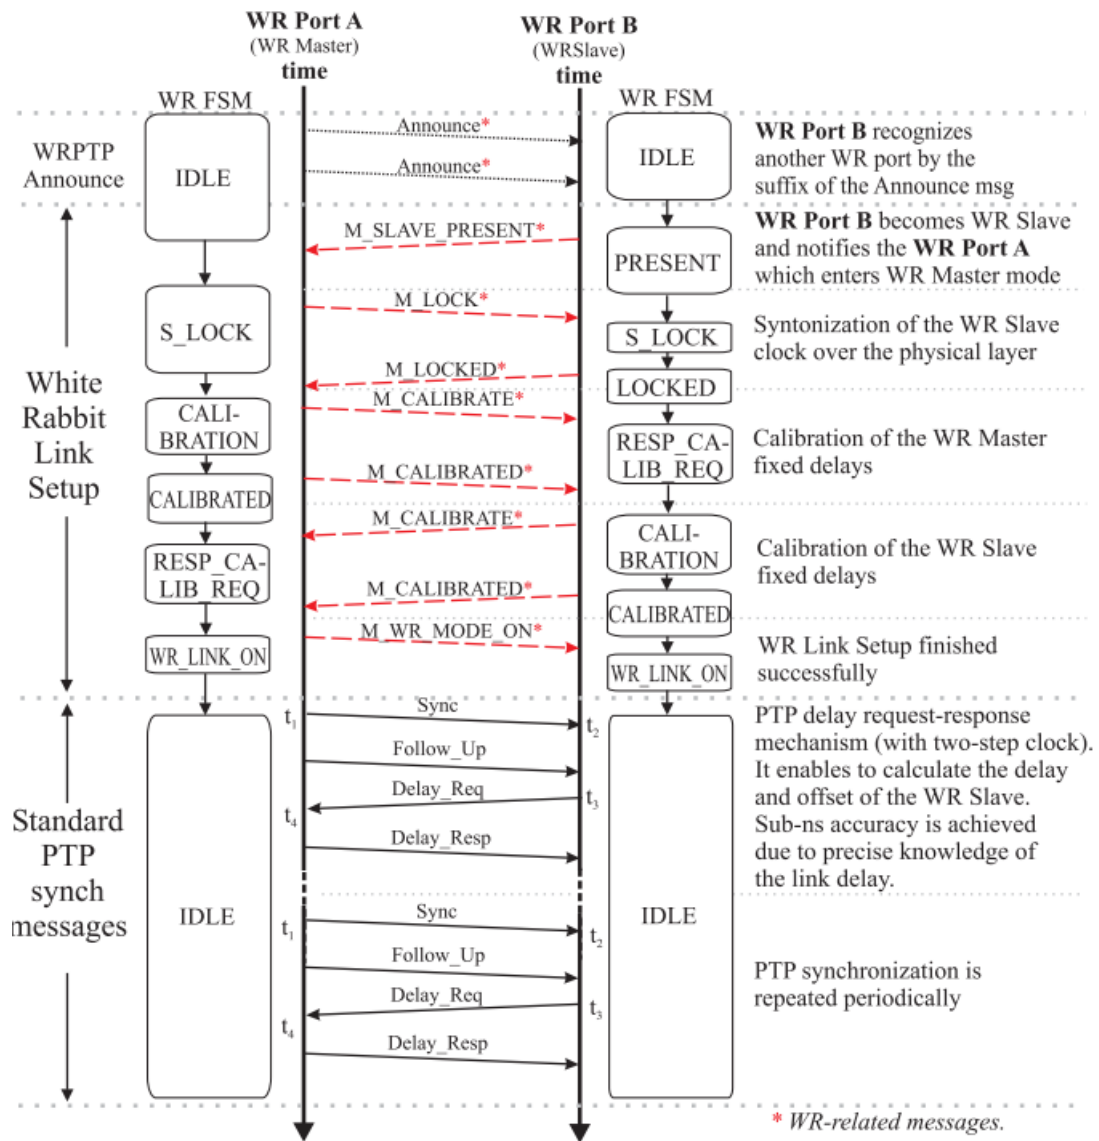 WR Port A
(WR Master)
time
WR Port B
(WRSlave)
time
WR FSM
WR FSM
WRPTP
Announce
IDLE
Announce*
Announce*
IDLE
WR Port B recognizes
another WR port by the
suffix of the Announce msg
White
Rabbit
Link
Setup
M_SLAVE_PRESENT*
PRESENT
WR Port B becomes WR Slave
and notifies the WR Port A
which enters WR Master mode
S_LOCK
M_LOCK*
S_LOCK
M_LOCKED*
LOCKED
Syntonization of the WR Slave
clock over the physical layer
CALI-
BRATION
M_CALIBRATE*
RESP_CA-
LIB_REQ
Calibration of the WR Master
fixed delays
CALIBRATED
M_CALIBRATED*
M_CALIBRATE*
CALI-
BRATION
Calibration of the WR Slave
fixed delays
RESP_CA-
LIB_REQ
M_CALIBRATED*
CALIBRATED
WR_LINK_ON
M_WR_MODE_ON*
WR_LINK_ON
WR Link Setup finished
successfully
Standard
PTP
synch
messages
IDLE
t1
Sync
t2
Follow_Up
Delay_Req
t3
t4
Delay_Resp
IDLE
PTP delay request-response
mechanism (with two-step clock).
It enables to calculate the delay
and offset of the WR Slave.
Sub-ns accuracy is achieved
due to precise knowledge of
the link delay.
t1
Sync
t2
Follow_Up
Delay_Req
t3
t4
Delay_Resp
PTP synchronization is
repeated periodically
* WR-related messages.